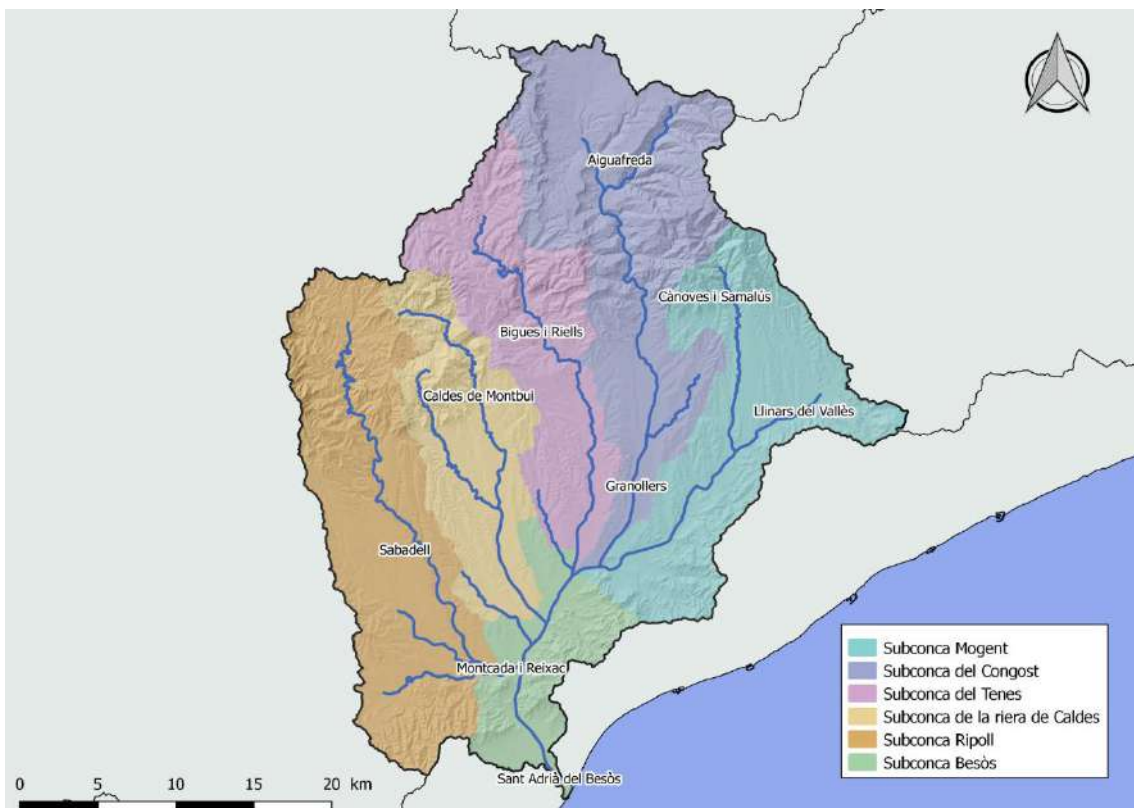 Aiguafreda
Cànoves i Samalús
Bigues i Riells
Caldes de Montbui
Llinars del Vallès
Granollers
Sabadell
Montcada i Reixac
Sant Adrià del Besòs
Subconca Mogent
Subconca del Congost
Subconca del Tenes
Subconca de la riera de Caldes
Subconca Ripoll
Subconca Besòs
0 5 10 15 20 km